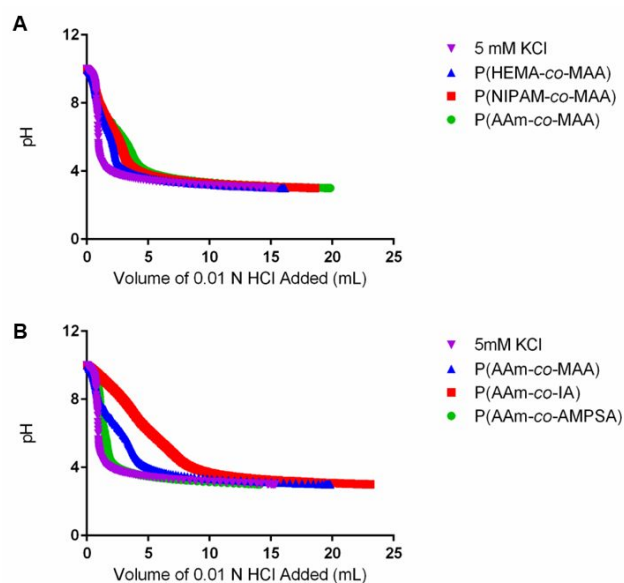 A
12
8
4
0
pH
0 5 10 15 20 25
Volume of 0.01 N HCl Added (mL)
5 mM KCl
P(HEMA-co-MAA)
P(NIPAM-co-MAA)
P(AAm-co-MAA)
B
12
8
4
0
pH
0 5 10 15 20 25
Volume of 0.01 N HCl Added (mL)
5mM KCl
P(AAm-co-MAA)
P(AAm-co-IA)
P(AAm-co-AMPSA)